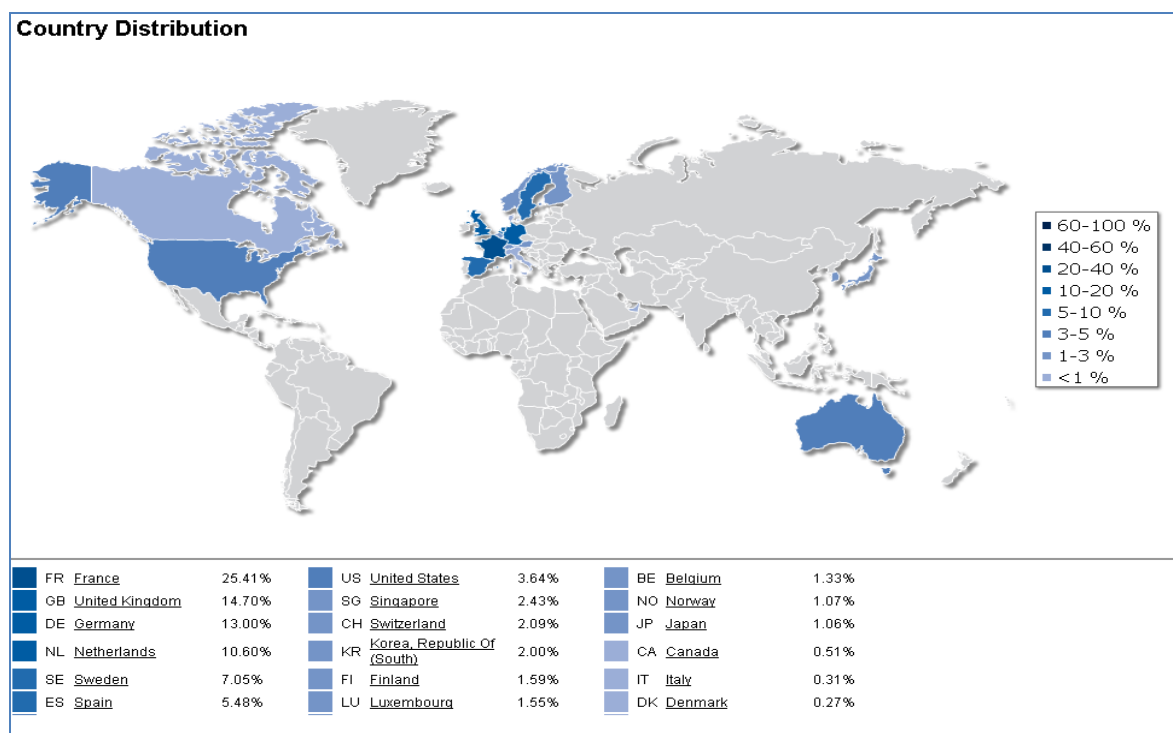 Country Distribution
60-100 %
40-60 %
20-40 %
10-20 %
5-10 %
3-5 %
1-3 %
<1 %
FR France 25.41%
GB United Kingdom 14.70%
DE Germany 13.00%
NL Netherlands 10.60%
SE Sweden 7.05%
ES Spain 5.48%
US United States 3.64%
SG Singapore 2.43%
CH Switzerland 2.09%
KR Korea, Republic Of
(South) 2.00%
FI Finland 1.59%
LU Luxembourg 1.55%
BE Belgium 1.33%
NO Norway 1.07%
JP Japan 1.06%
CA Canada 0.51%
IT Italy 0.31%
DK Denmark 0.27%